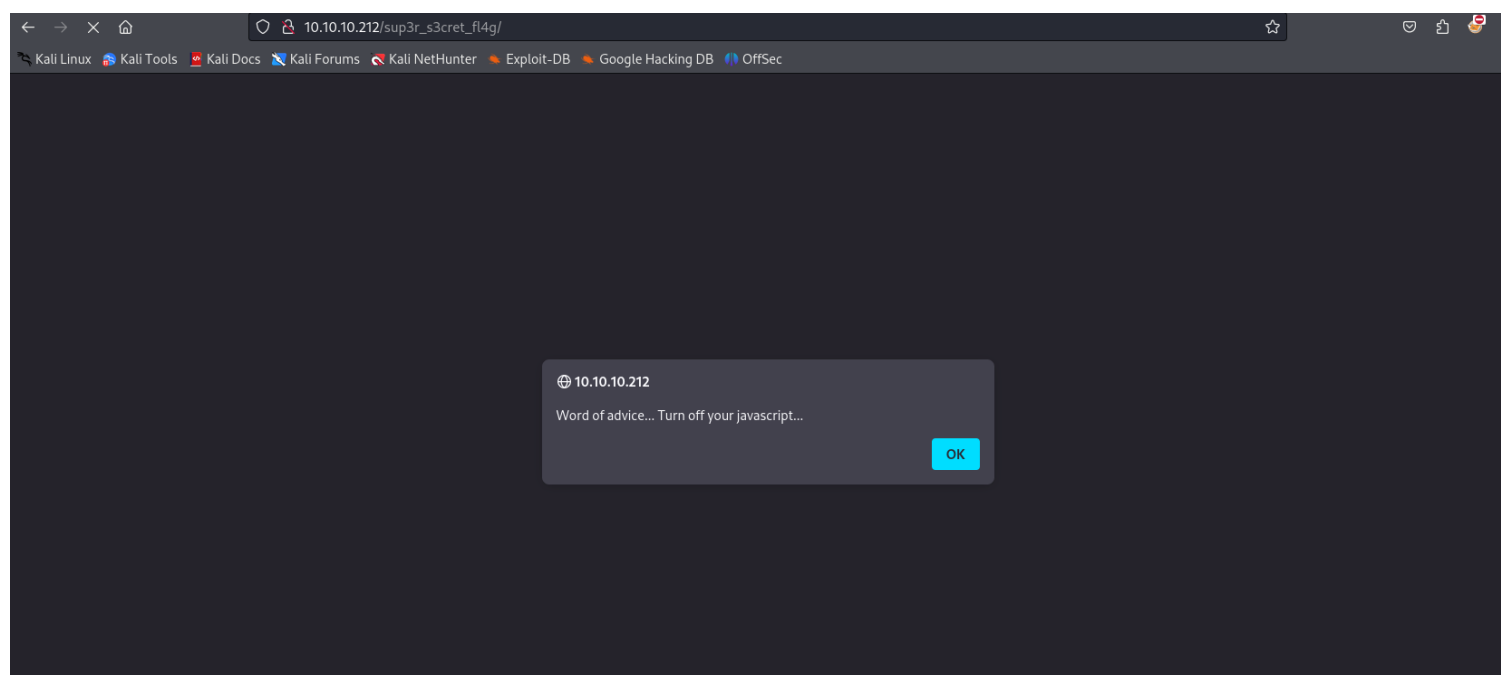 10.10.10.212/sup3r_s3cret_fl4g/
Kali Linux Kali Tools Kali Docs Kali Forums Kali NetHunter Exploit-DB Google Hacking DB OffSec
10.10.10.212
Word of advice... Turn off your javascript...
OK